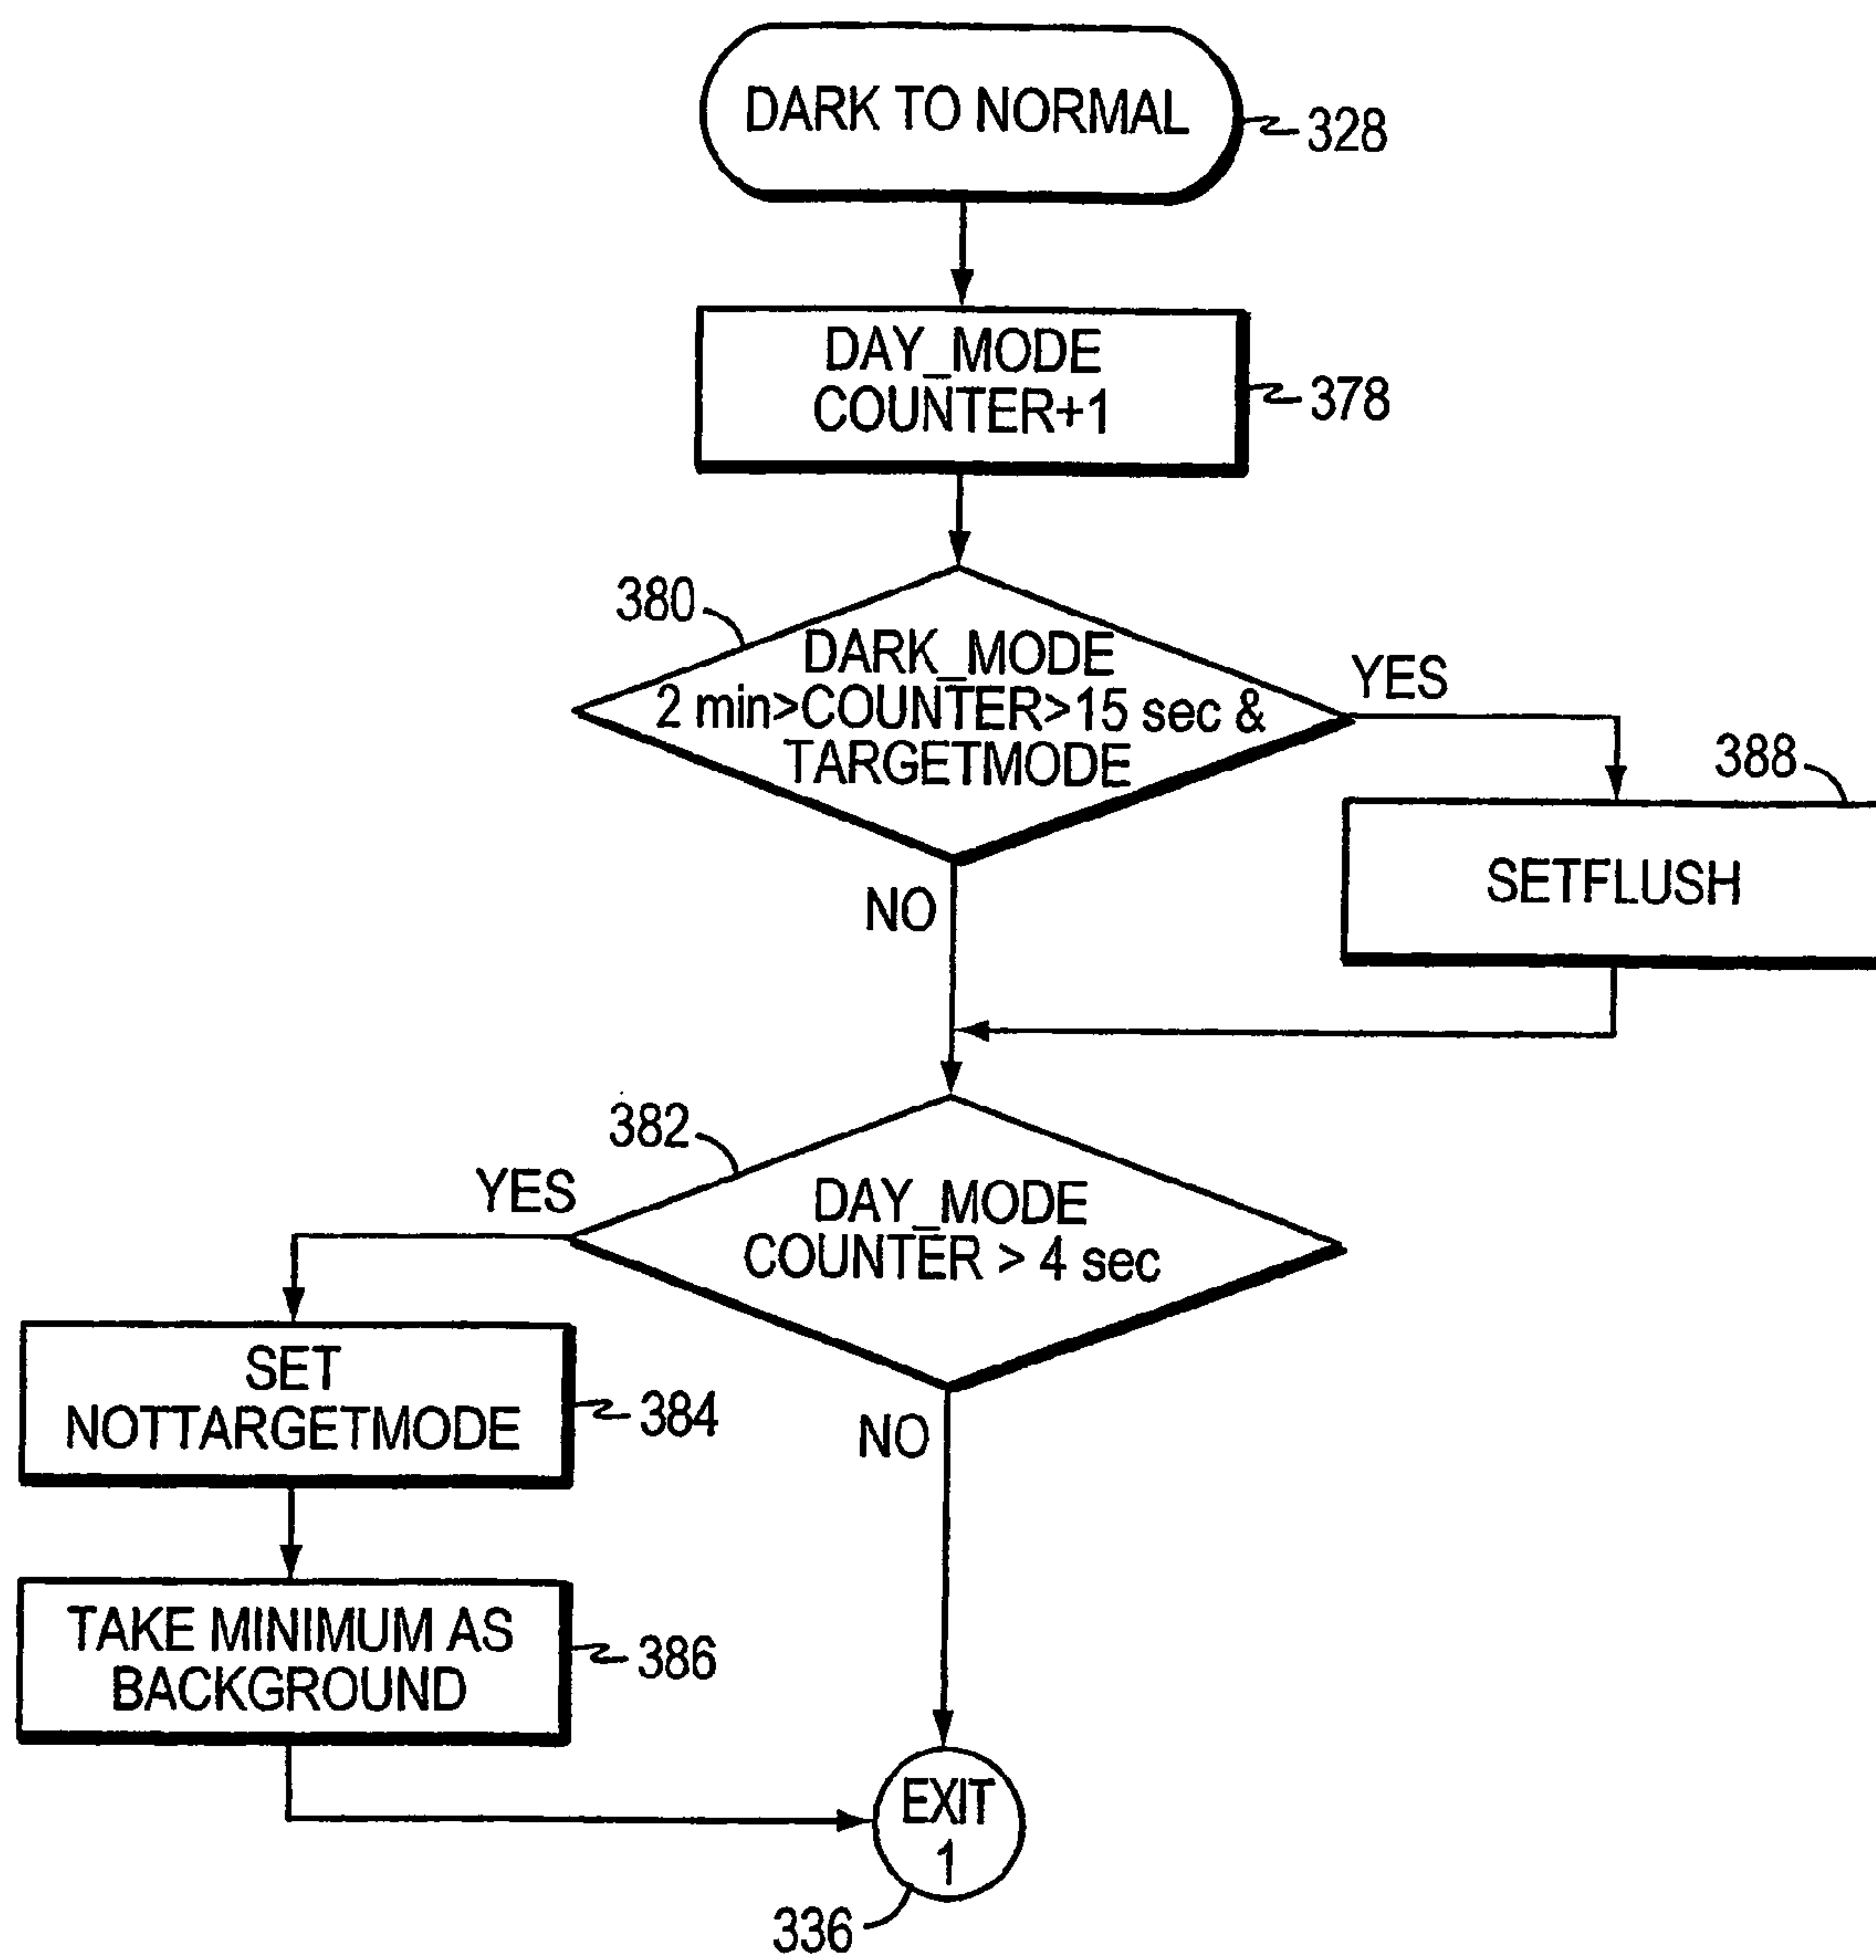 DARK TO NORMAL
328
DAY_MODE
COUNTER+1
378
380
DARK_MODE
2 min>COUNTER>15 sec &
TARGETMODE
YES
388
SETFLUSH
NO
382
YES
DAY_MODE
COUNTER > 4 sec
SET
NOTTARGETMODE
384
NO
TAKE MINIMUM AS
BACKGROUND
386
EXIT
1
336